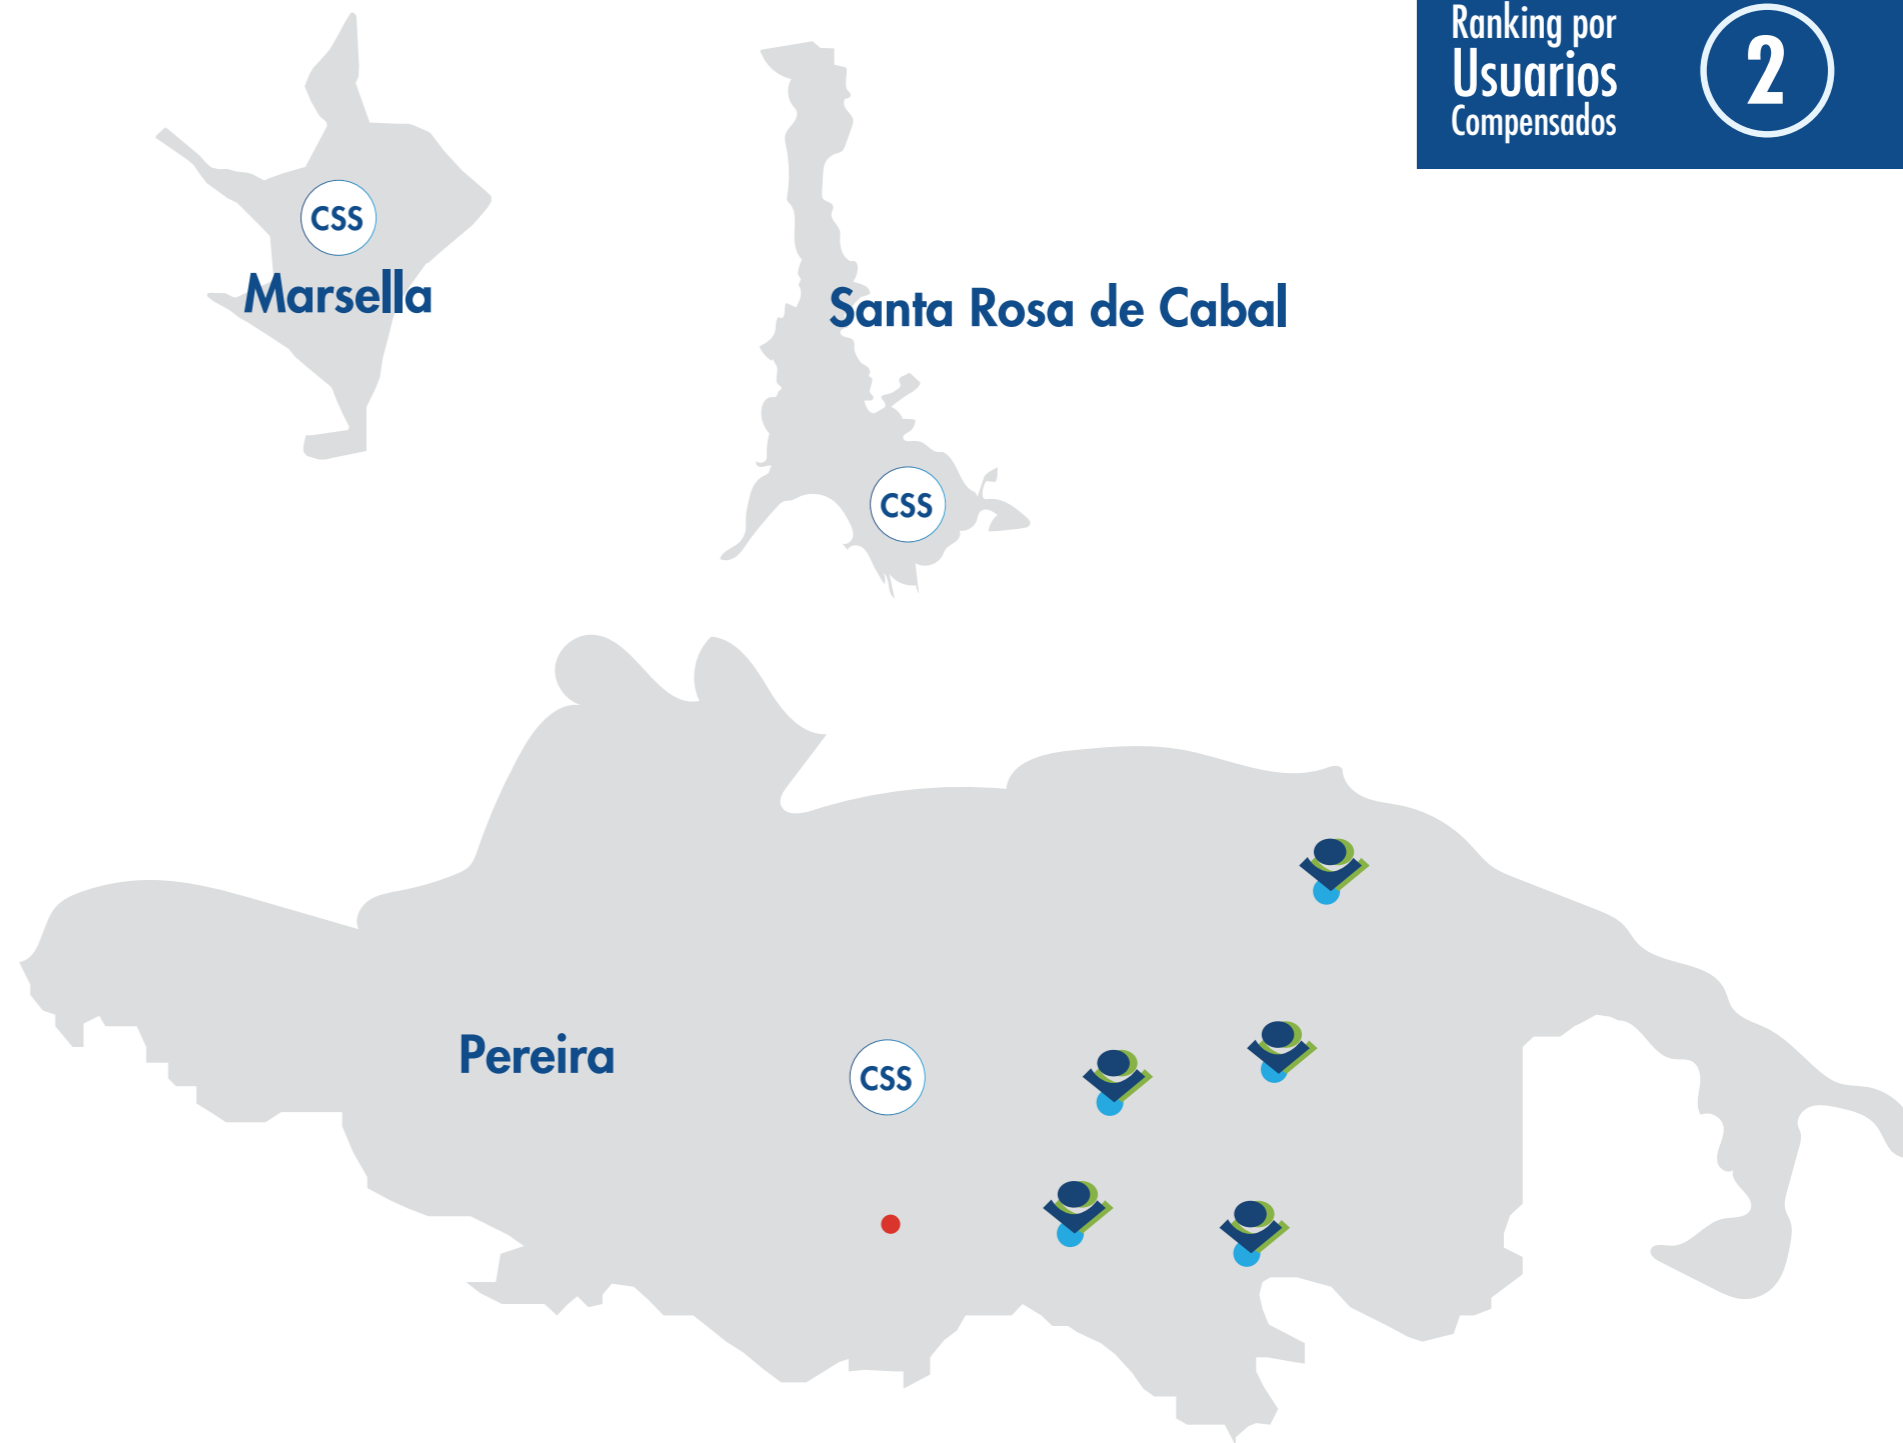 Ranking por
Usuarios
Compensados
2
CSS
Marsella
Santa Rosa de Cabal
CSS
Pereira
CSS